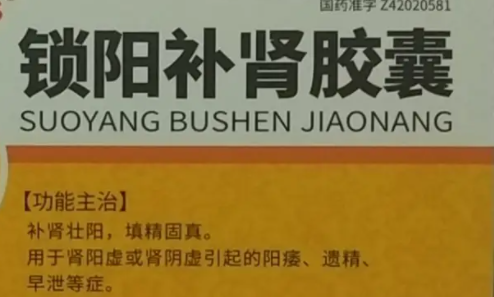 国药准字 Z42020581
锁阳补肾胶囊
SUOYANG BUSHEN JIAONANG
【功能主治】
补肾壮阳，填精固真。
用于肾阳虚或肾阴虚引起的阳痿、遗精、
早泄等症。